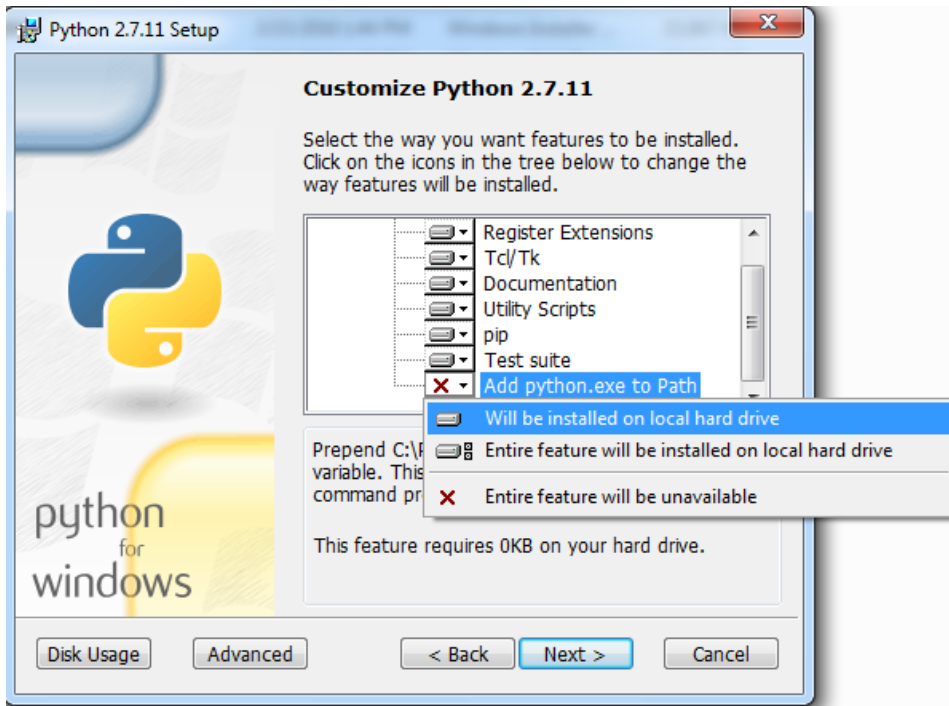 Python 2.7.11 Setup
Customize Python 2.7.11
Select the way you want features to be installed.
Click on the icons in the tree below to change the
way features will be installed.
Register Extensions
Tcl/Tk
Documentation
Utility Scripts
pip
Test suite
Add python.exe to Path
Will be installed on local hard drive
Entire feature will be installed on local hard drive
Entire feature will be unavailable
Prepend C:\
variable. This
command
This feature requires 0KB on your hard drive.
python
for
windows
Disk Usage
Advanced
< Back
Next >
Cancel